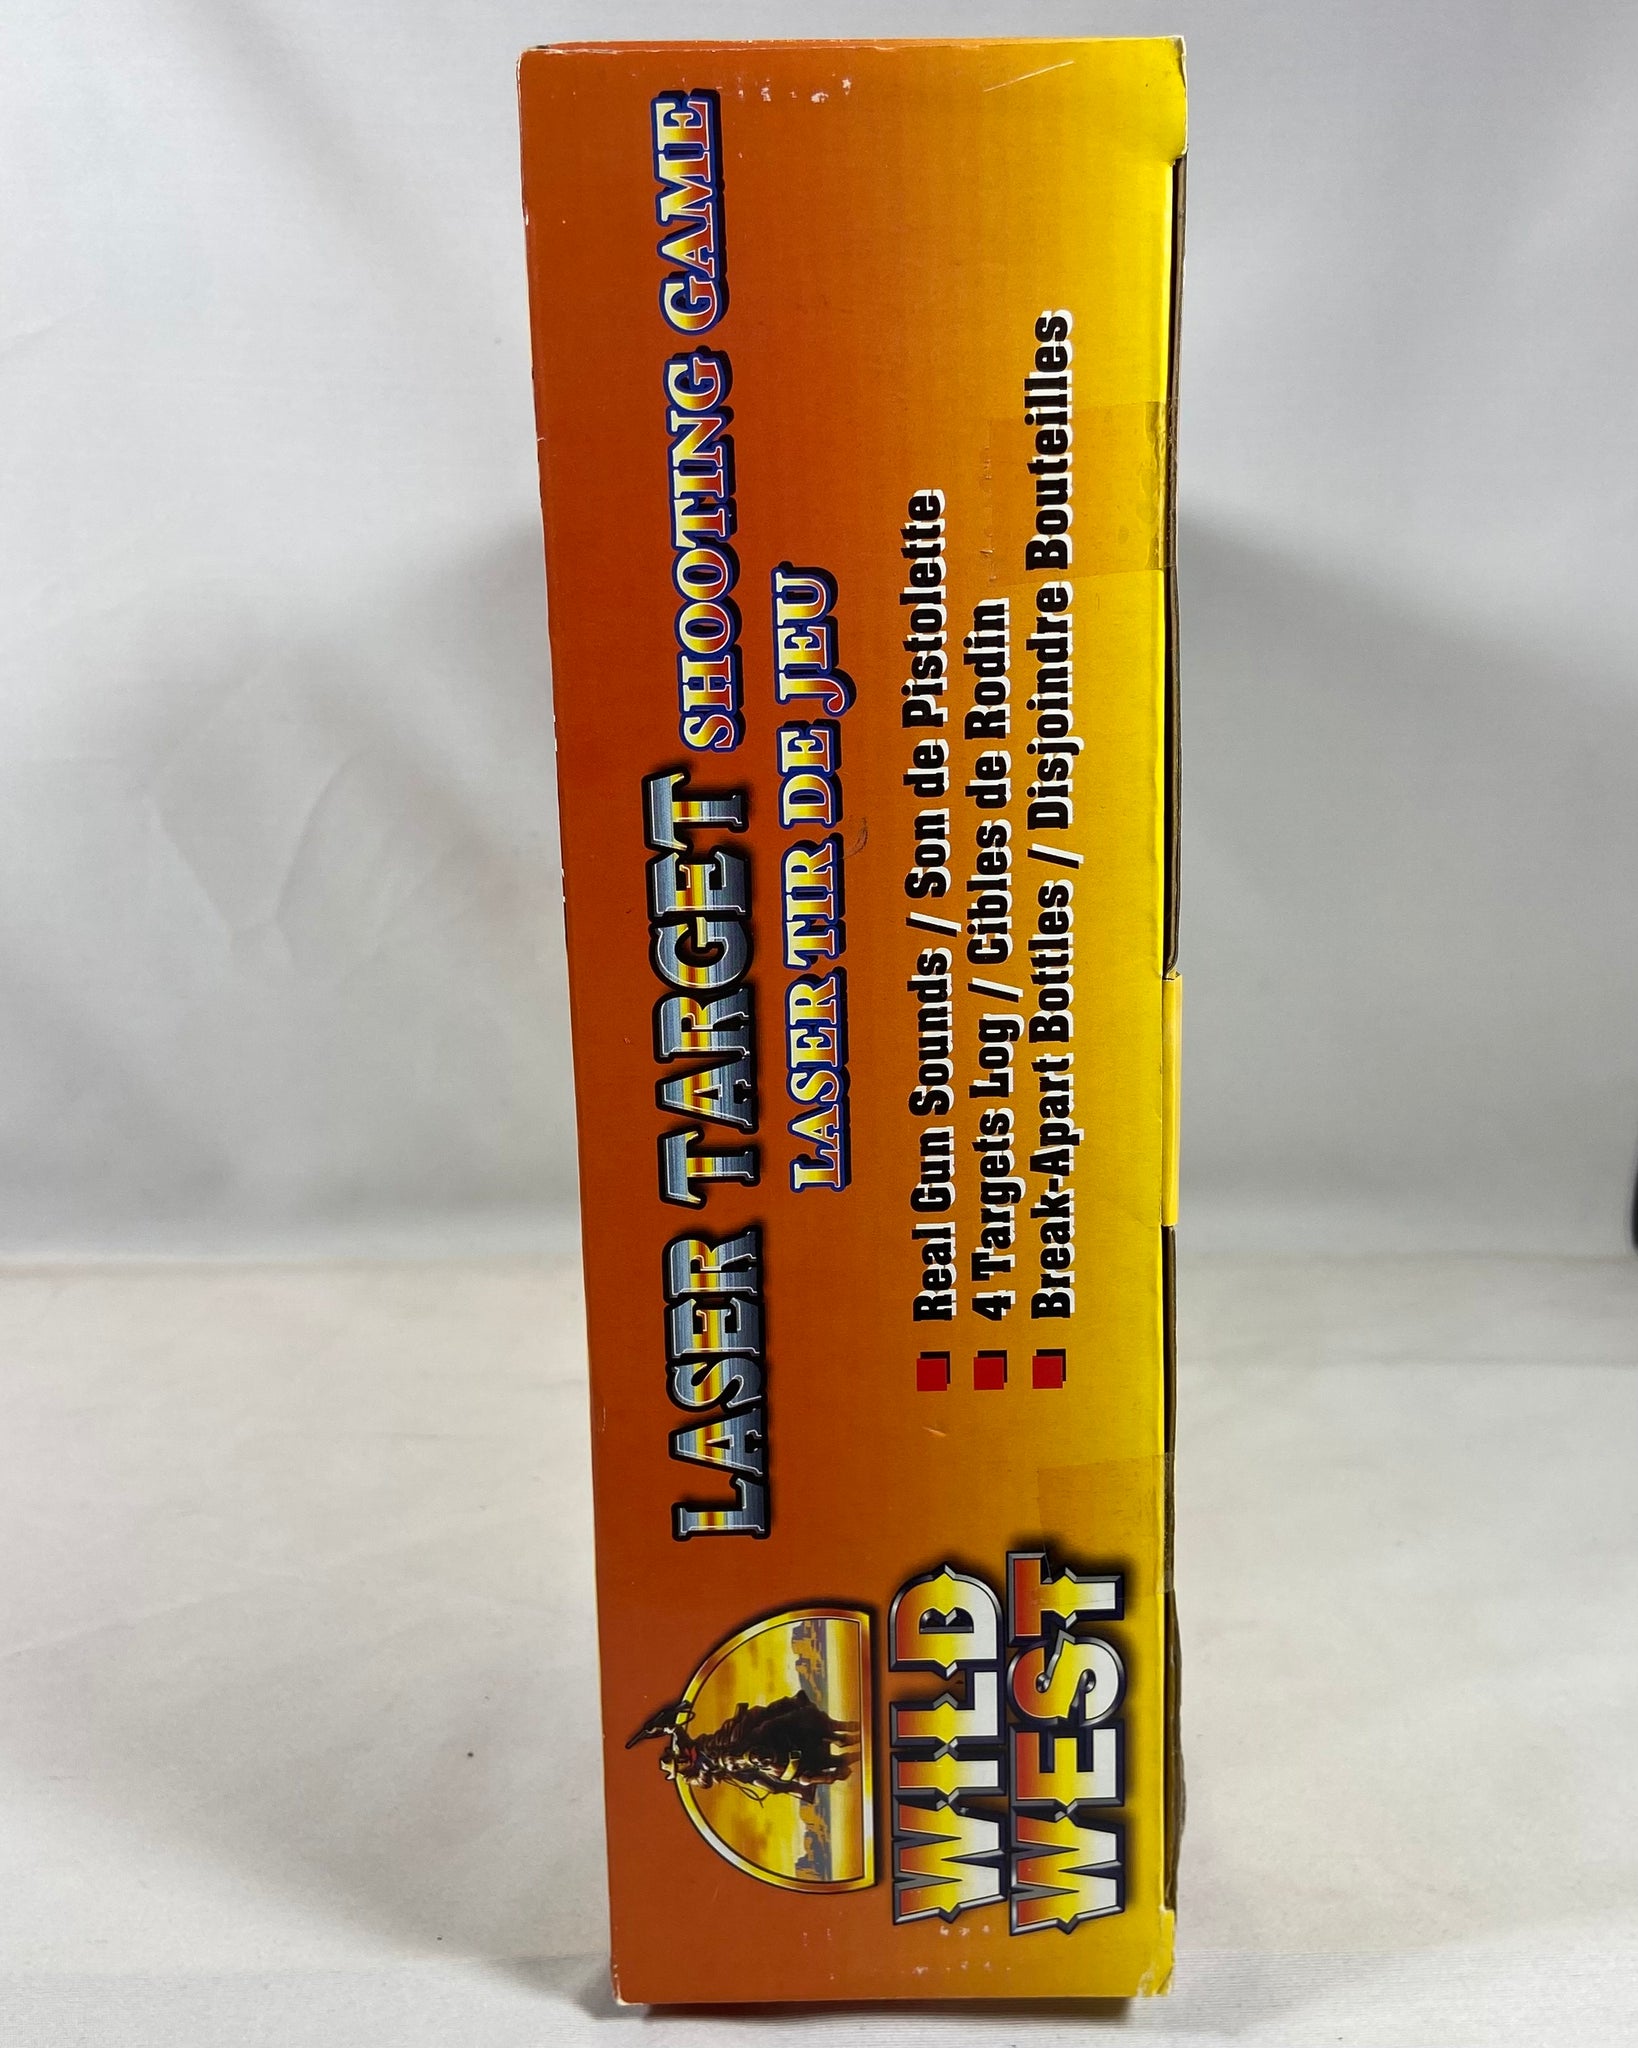 LASER TARGET SHOOTING GAME
LASER TIR DE JEU
Real Gun Sounds / Son de Pistolette
4 Targets Log / Cibles de Rodin
Break-Apart Bottles / Disjoindre Bouteilles
WILD
WEST